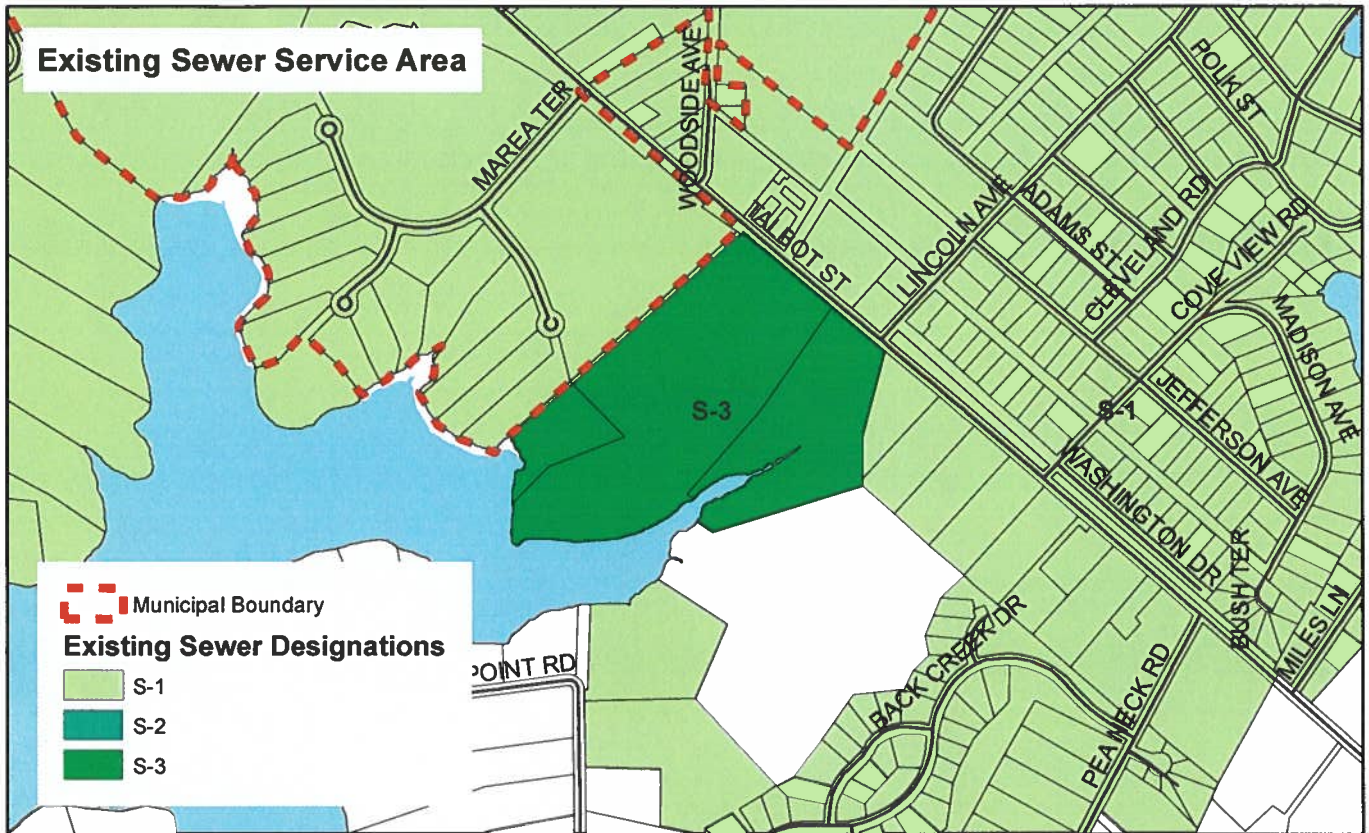 Existing Sewer Service Area
MAREA TER
WOODSIDE AVE
POLK ST
TALBOT ST
LINCOLN AVE
ADAMS ST
CLEVELAND RD
COVE VIEW RD
MADISON AVE
S-3
S-1
JEFFERSON AVE
WASHINGTON DR
BUSH TER
MILES LN
BACK CREEK DR
PEA NECK RD
POINT RD
Municipal Boundary
Existing Sewer Designations
S-1
S-2
S-3